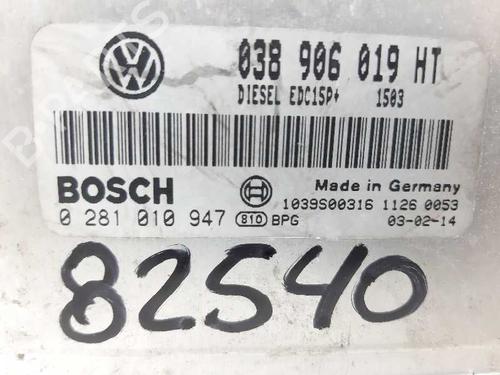 038 906 019 HT
DIESEL EDC15P+ 1503
BOSCH
Made in Germany
1039S00316 1126 0053
0 281 010 947 810 BPG 03-02-14
82540